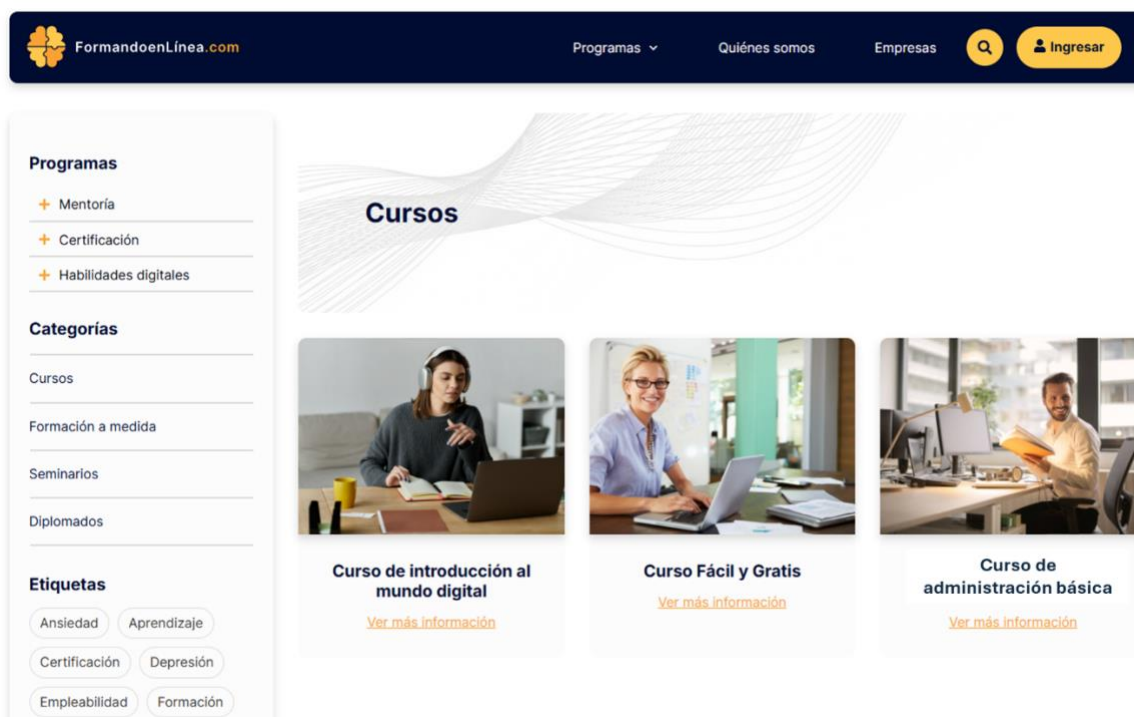 FormandoenLínea.com
Programas
Quiénes somos
Empresas
Ingresar
Programas
+ Mentoría
+ Certificación
+ Habilidades digitales
Categorías
Cursos
Formación a medida
Seminarios
Diplomados
Etiquetas
Ansiedad
Aprendizaje
Certificación
Depresión
Empleabilidad
Formación
Cursos
Curso de introducción al
mundo digital
Ver más información
Curso Fácil y Gratis
Ver más información
Curso de
administración básica
Ver más información